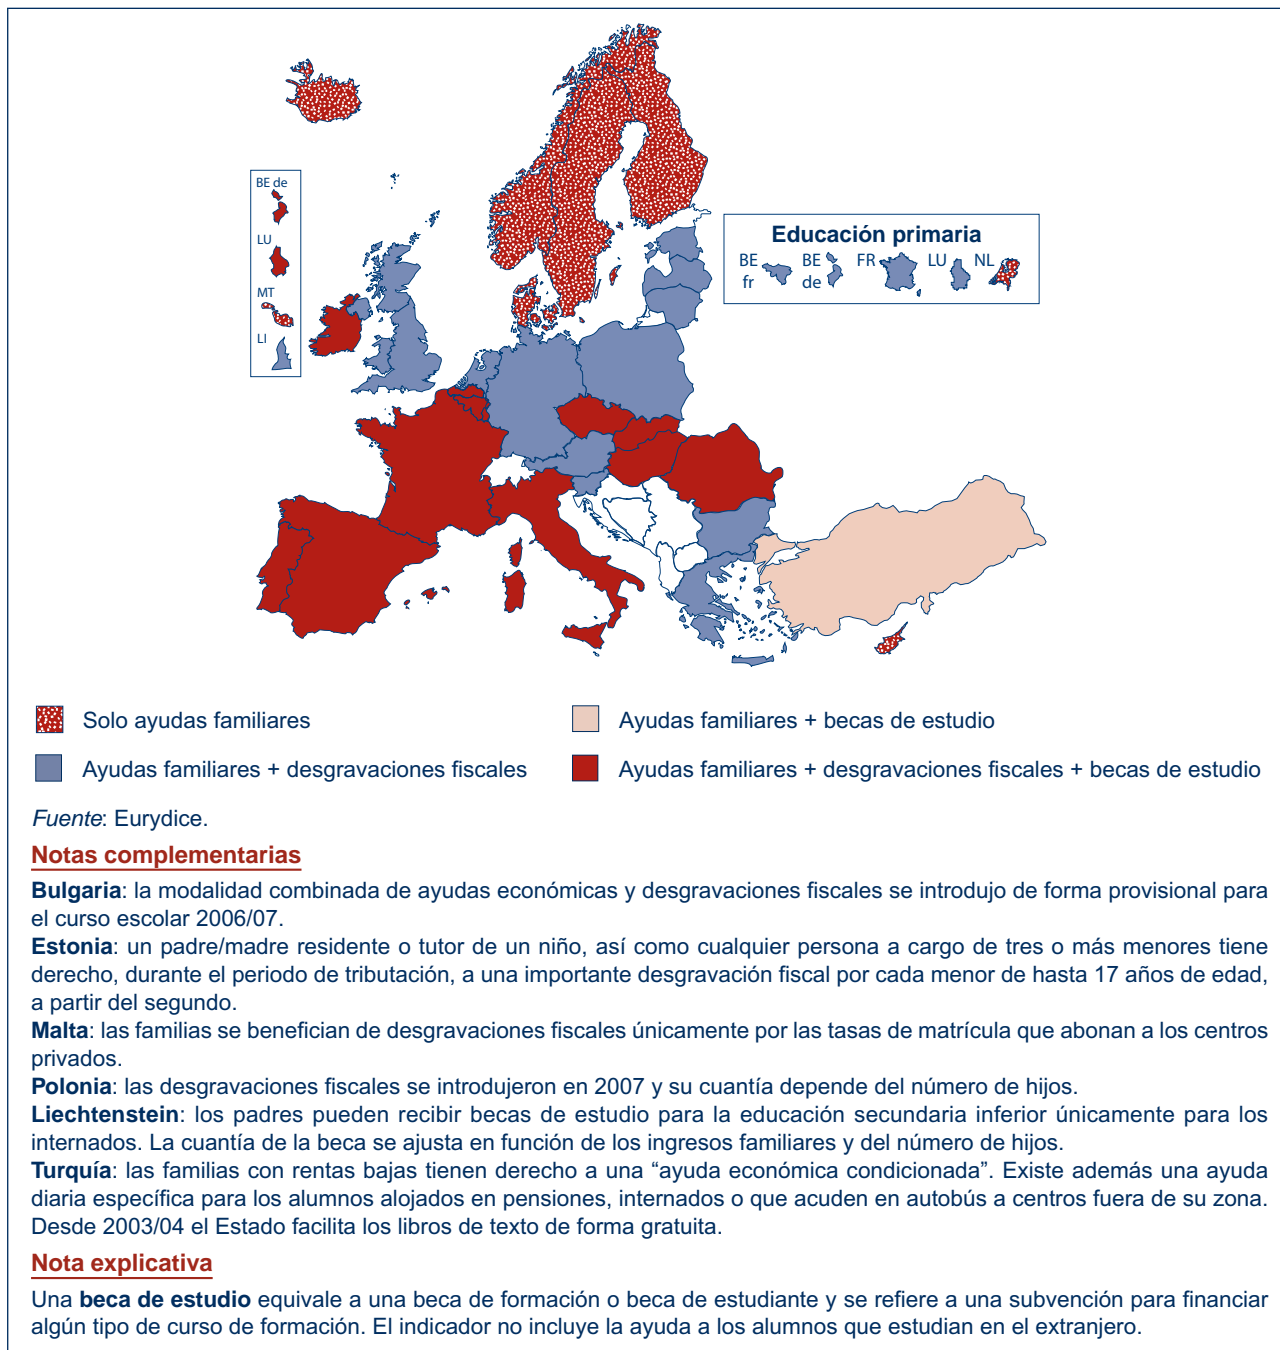 BE de
LU
MT
LI
Educación primaria
BE fr
BE de
FR
LU
NL
Solo ayudas familiares
Ayudas familiares + becas de estudio
Ayudas familiares + desgravaciones fiscales
Ayudas familiares + desgravaciones fiscales + becas de estudio
Fuente: Eurydice.
Notas complementarias
Bulgaria: la modalidad combinada de ayudas económicas y desgravaciones fiscales se introdujo de forma provisional para
el curso escolar 2006/07.
Estonia: un padre/madre residente o tutor de un niño, así como cualquier persona a cargo de tres o más menores tiene
derecho, durante el periodo de tributación, a una importante desgravación fiscal por cada menor de hasta 17 años de edad,
a partir del segundo.
Malta: las familias se benefician de desgravaciones fiscales únicamente por las tasas de matrícula que abonan a los centros
privados.
Polonia: las desgravaciones fiscales se introdujeron en 2007 y su cuantía depende del número de hijos.
Liechtenstein: los padres pueden recibir becas de estudio para la educación secundaria inferior únicamente para los
internados. La cuantía de la beca se ajusta en función de los ingresos familiares y del número de hijos.
Turquía: las familias con rentas bajas tienen derecho a una “ayuda económica condicionada”. Existe además una ayuda
diaria específica para los alumnos alojados en pensiones, internados o que acuden en autobús a centros fuera de su zona.
Desde 2003/04 el Estado facilita los libros de texto de forma gratuita.
Nota explicativa
Una beca de estudio equivale a una beca de formación o beca de estudiante y se refiere a una subvención para financiar
algún tipo de curso de formación. El indicador no incluye la ayuda a los alumnos que estudian en el extranjero.